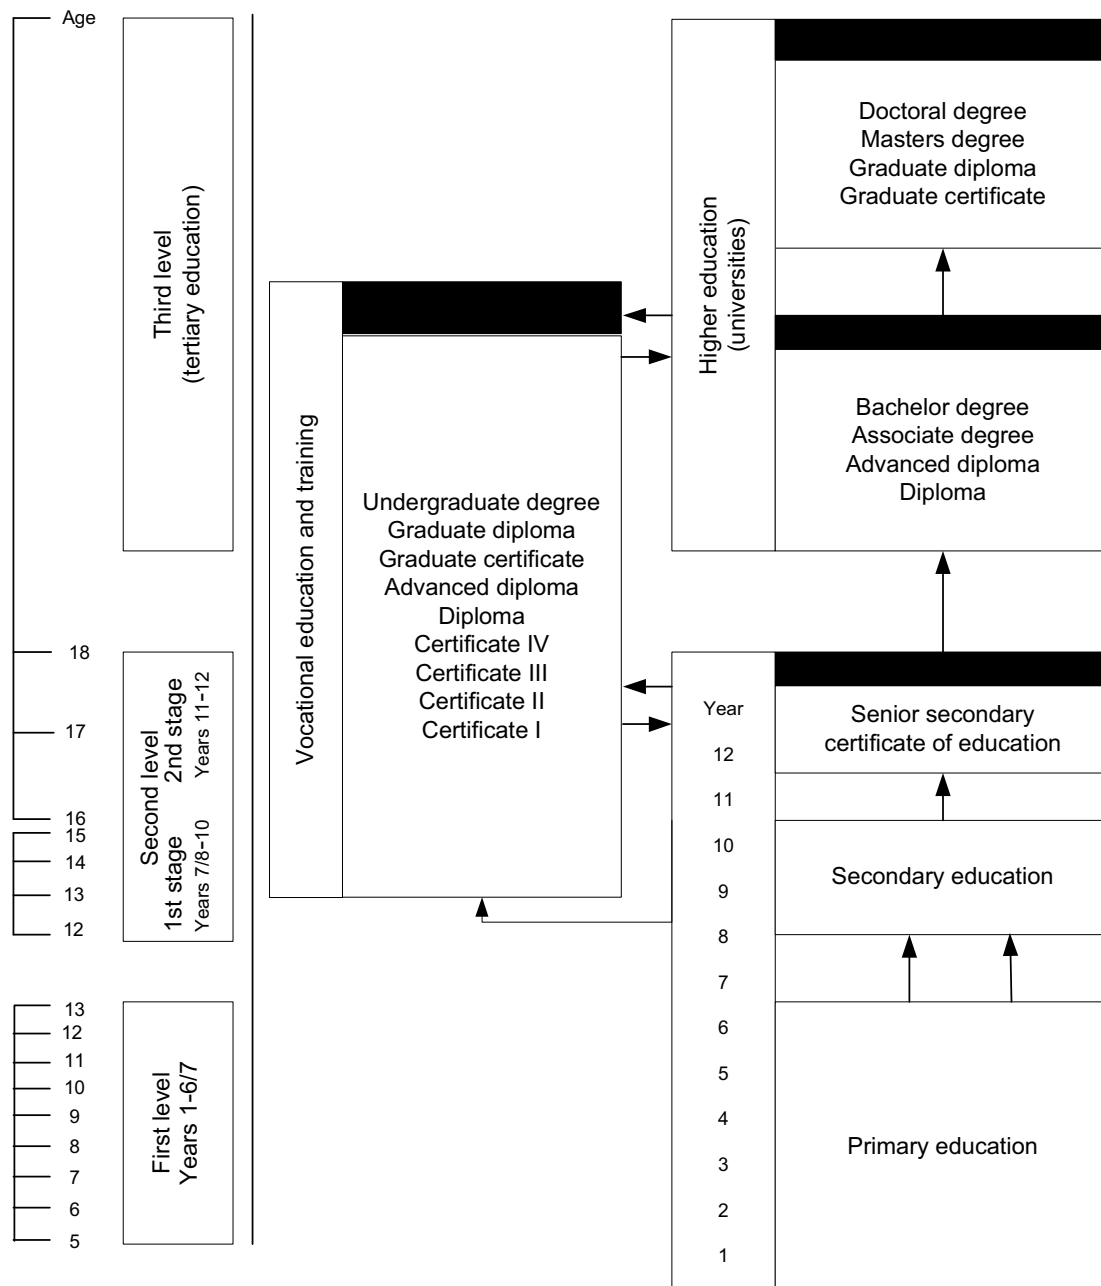 Age
18
17
16
15
14
13
12
13
12
11
10
9
8
7
6
5
Third level
(tertiary education)
Second level
1st stage 2nd stage
Years 7/8-10 Years 11-12
First level
Years 1-6/7
Vocational education and training
Undergraduate degree
Graduate diploma
Graduate certificate
Advanced diploma
Diploma
Certificate IV
Certificate III
Certificate II
Certificate I
Higher education
(universities)
Doctoral degree
Masters degree
Graduate diploma
Graduate certificate
Bachelor degree
Associate degree
Advanced diploma
Diploma
Year
12
11
10
9
8
7
6
5
4
3
2
1
Senior secondary
certificate of education
Secondary education
Primary education